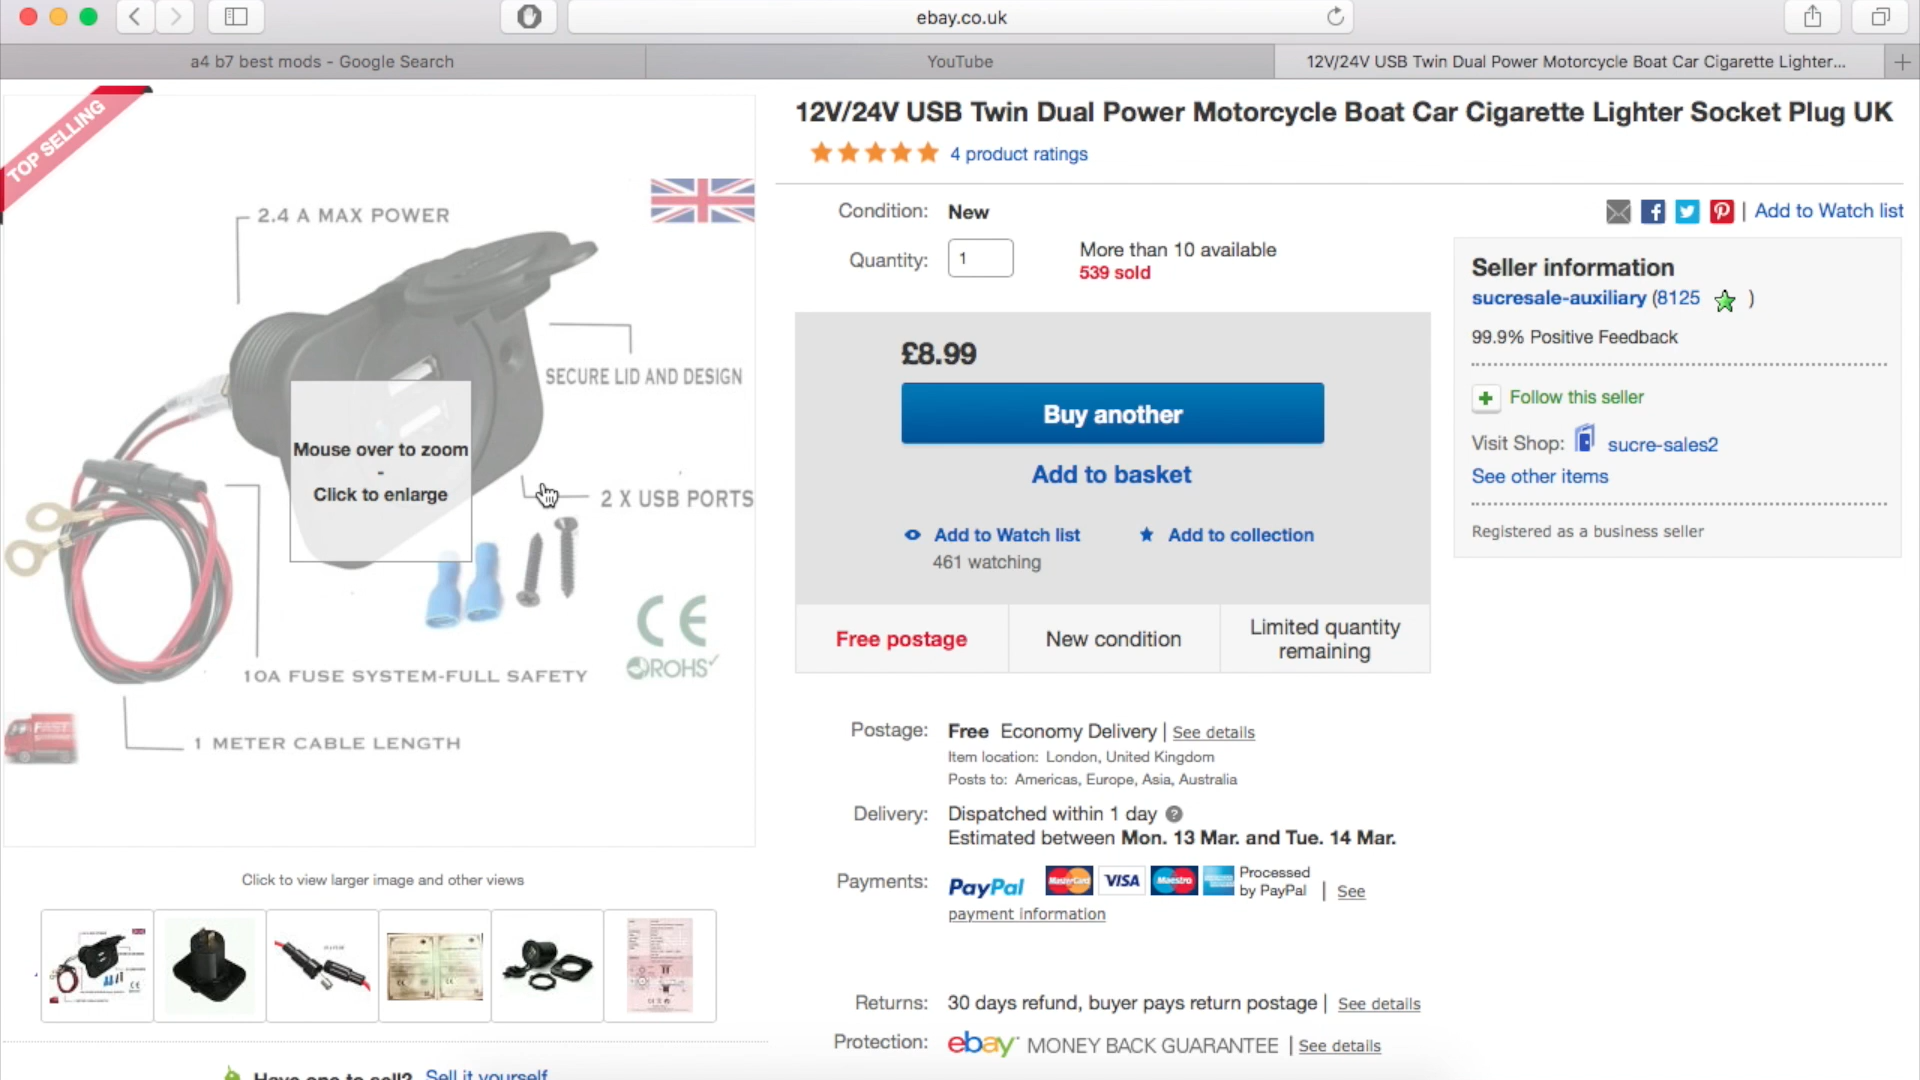 ebay.co.uk
a4 b7 best mods - Google Search
YouTube
12V/24V USB Twin Dual Power Motorcycle Boat Car Cigarette Lighter...
TOP SELLING
2.4 A MAX POWER
SECURE LID AND DESIGN
Mouse over to zoom
-
Click to enlarge
2 X USB PORTS
CE
ROHS
10A FUSE SYSTEM-FULL SAFETY
FAST
1 METER CABLE LENGTH
Click to view larger image and other views
Have one to sell? Sell it yourself
12V/24V USB Twin Dual Power Motorcycle Boat Car Cigarette Lighter Socket Plug UK
4 product ratings
Condition: New
Quantity: 1
More than 10 available
539 sold
£8.99
Buy another
Add to basket
Add to Watch list
461 watching
Add to collection
Free postage
New condition
Limited quantity
remaining
Postage: Free Economy Delivery | See details
Item location: London, United Kingdom
Posts to: Americas, Europe, Asia, Australia
Delivery: Dispatched within 1 day ?
Estimated between Mon. 13 Mar. and Tue. 14 Mar.
Payments: PayPal MasterCard VISA Maestro Processed
by PayPal | See
payment information
Returns: 30 days refund, buyer pays return postage | See details
Protection: ebay MONEY BACK GUARANTEE | See details
| Add to Watch list
Seller information
sucresale-auxiliary (8125 )
99.9% Positive Feedback
Follow this seller
Visit Shop: sucre-sales2
See other items
Registered as a business seller